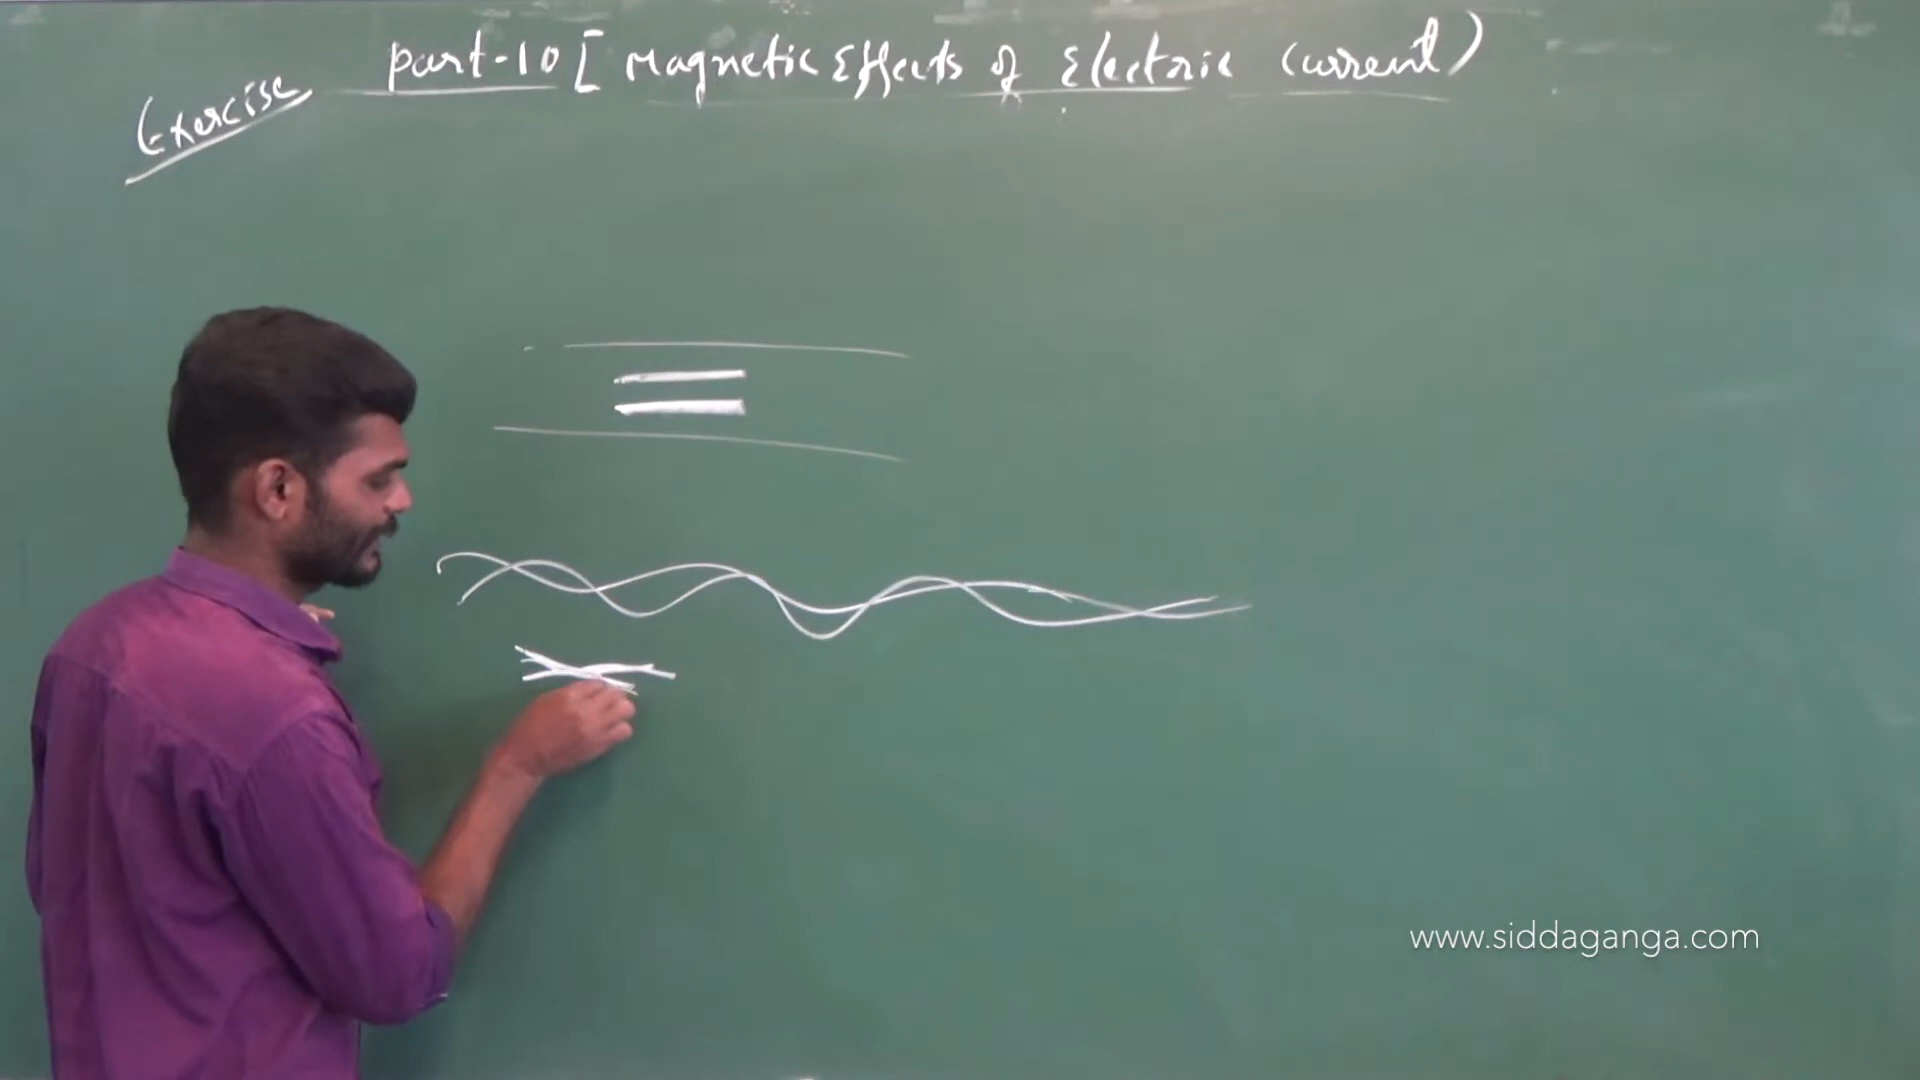 part-10 [ Magnetic Effects of Electric Current)
Exercise
www.siddaganga.com